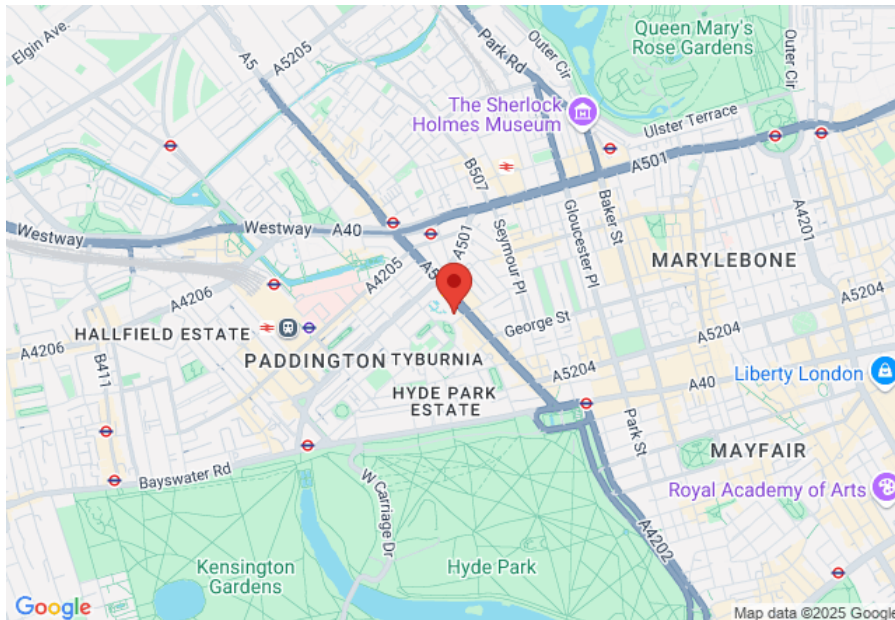 Elgin Ave.
A5205
A5
Park Rd
Outer Cir
Queen Mary's
Rose Gardens
Outer Cir
The Sherlock
Holmes Museum
Ulster Terrace
B507
A501
Westway
Westway
A40
A501
Seymour Pl
Gloucester Pl
Baker St
A4201
A4205
A5
MARYLEBONE
A4206
A5204
George St
HALLFIELD ESTATE
A4206
PADDINGTON
TYBURNIA
A5204
B411
HYDE PARK
ESTATE
A40
Liberty London
Park St
MAYFAIR
Bayswater Rd
W Carriage Dr
Royal Academy of Arts
A4202
Kensington
Gardens
Hyde Park
Google
Map data ©2025 Google